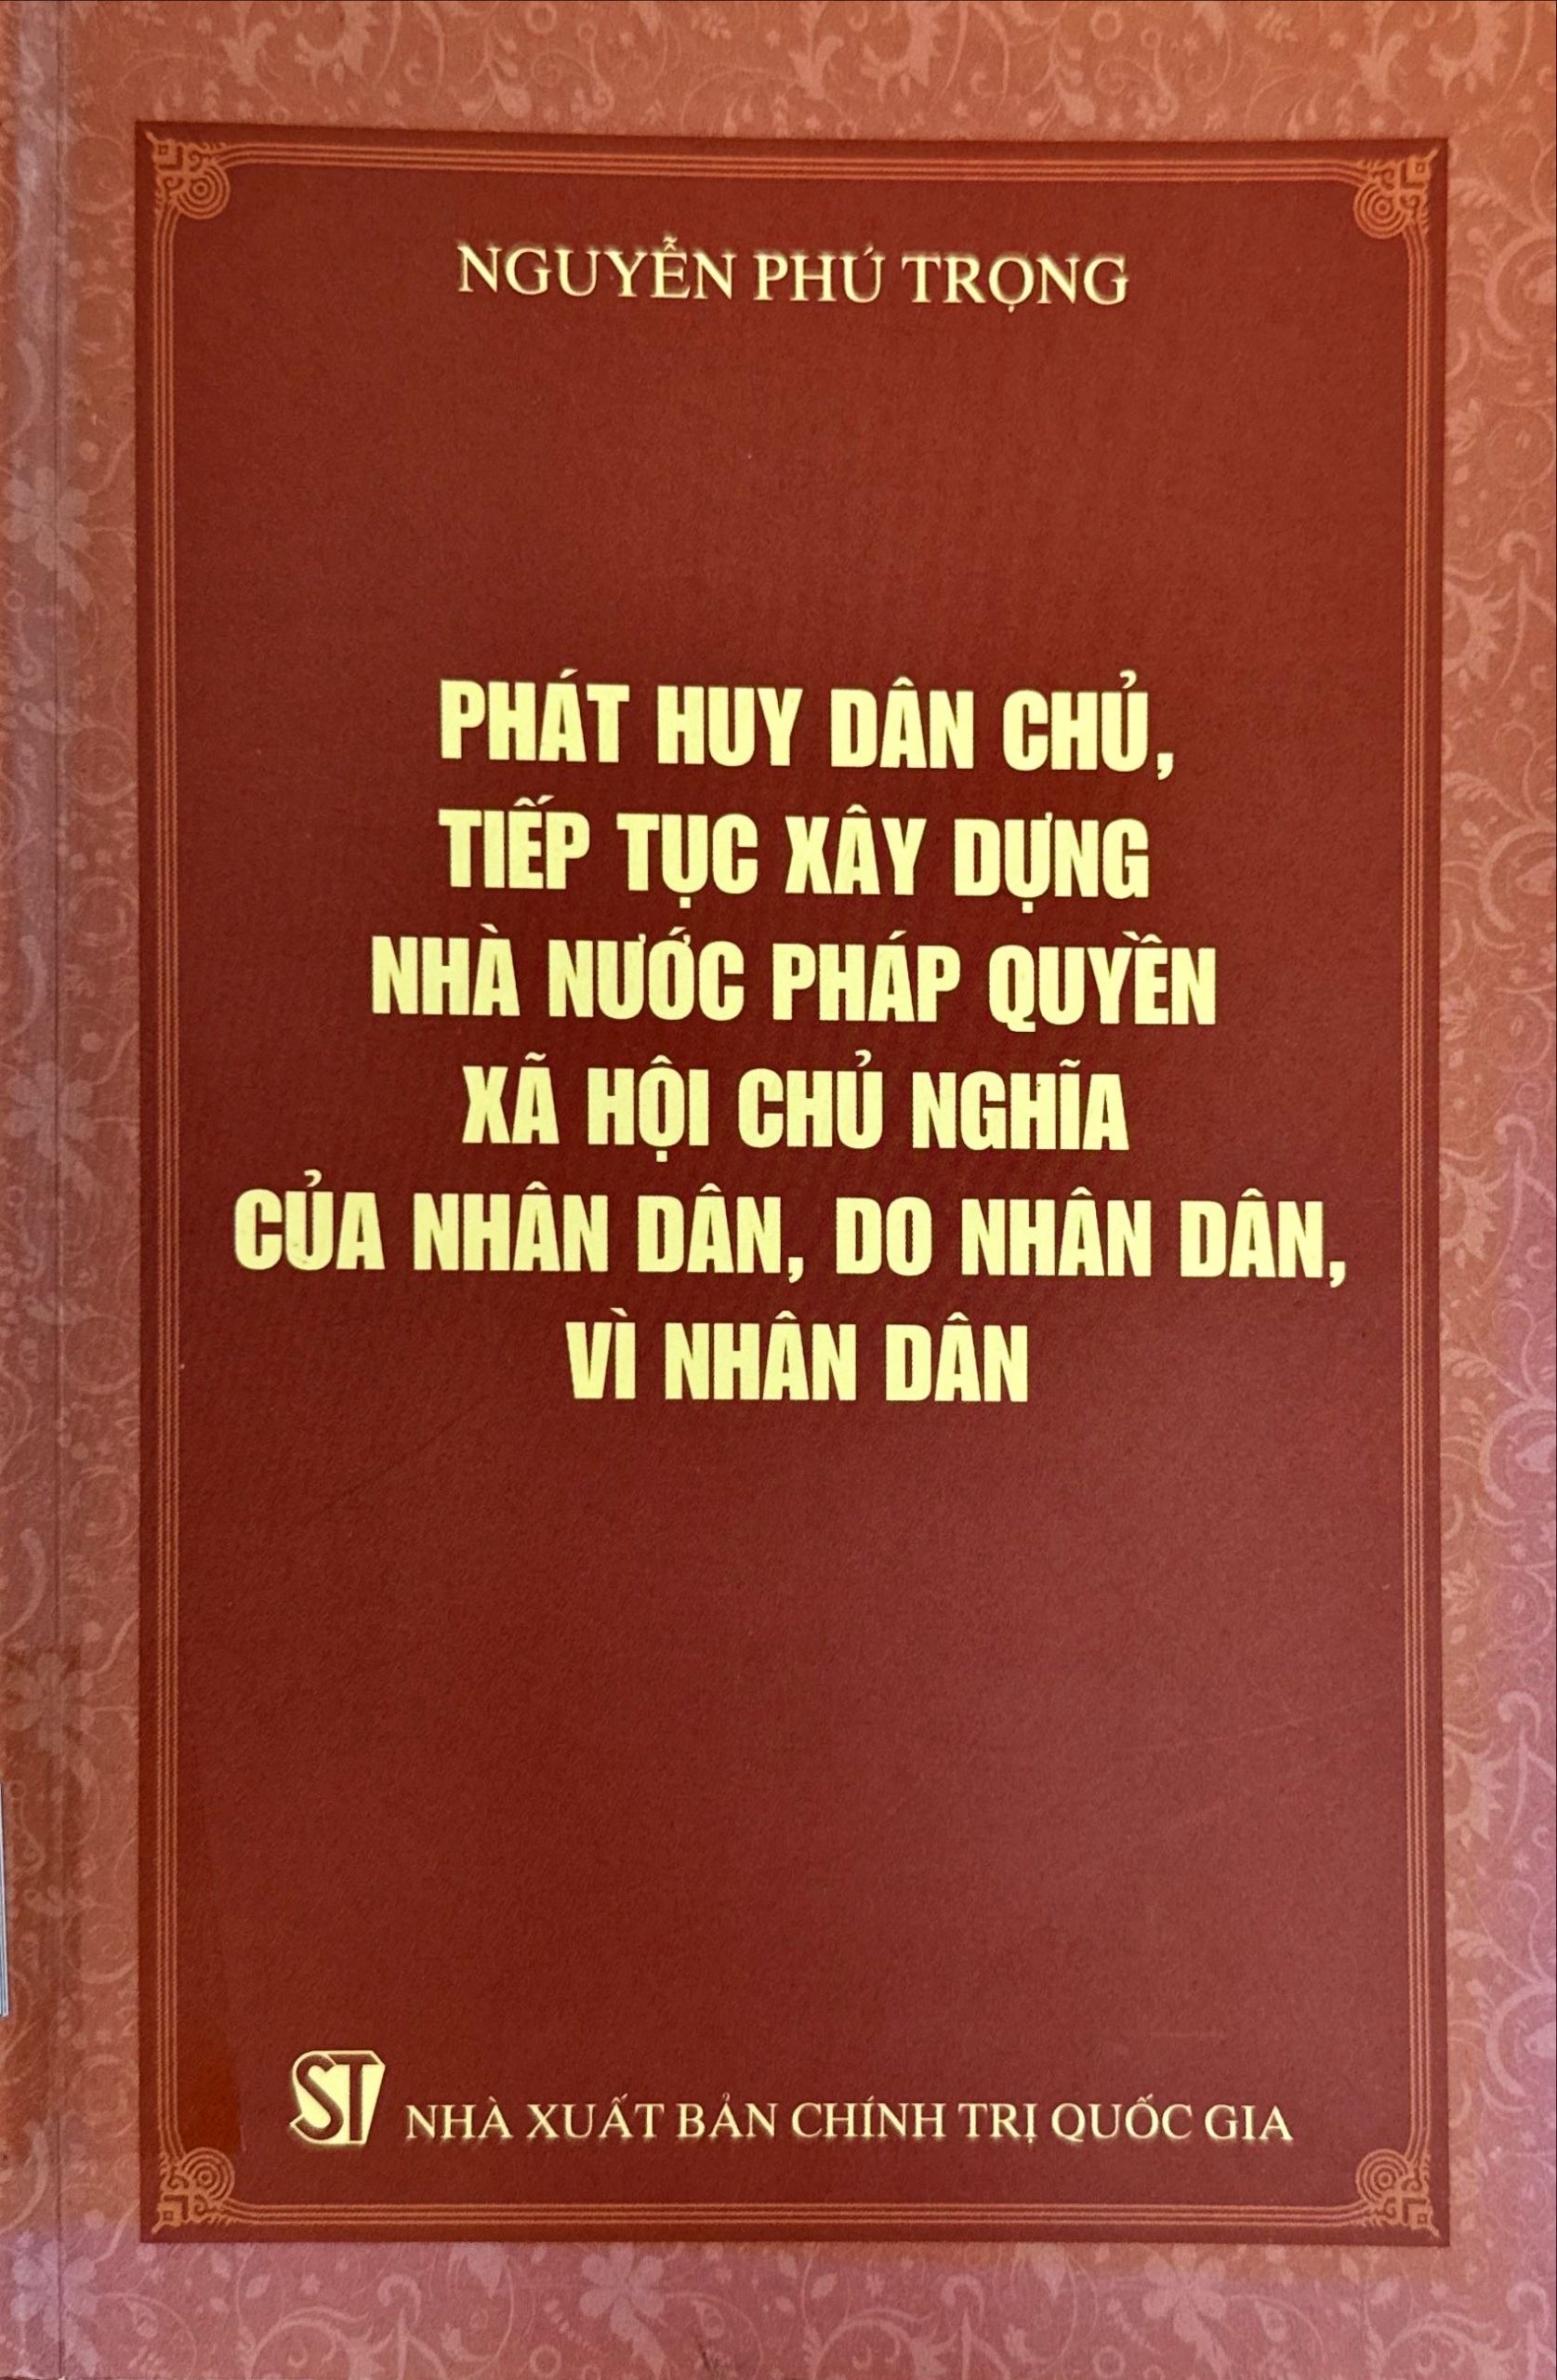 NGUYỄN PHÚ TRỌNG
PHÁT HUY DÂN CHỦ,
TIẾP TỤC XÂY DỰNG
NHÀ NƯỚC PHÁP QUYỀN
XÃ HỘI CHỦ NGHĨA
CỦA NHÂN DÂN, DO NHÂN DÂN,
VÌ NHÂN DÂN
ST NHÀ XUẤT BẢN CHÍNH TRỊ QUỐC GIA